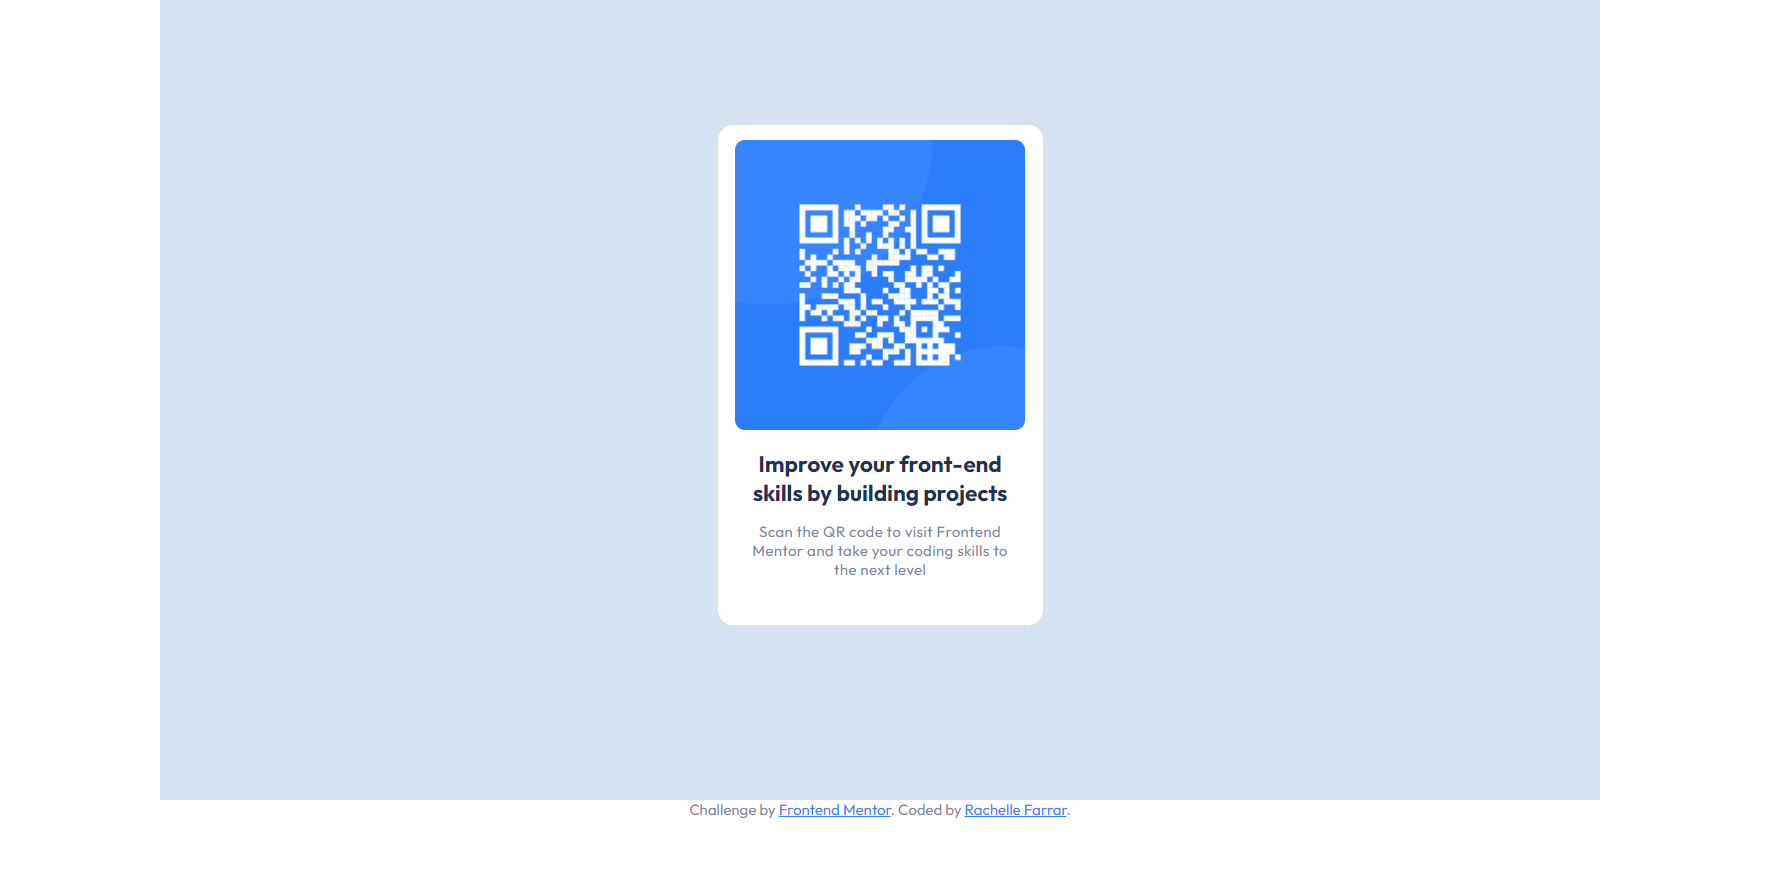 Improve your front-end
skills by building projects
Scan the QR code to visit Frontend
Mentor and take your coding skills to
the next level
Challenge by Frontend Mentor. Coded by Rachelle Farrar.